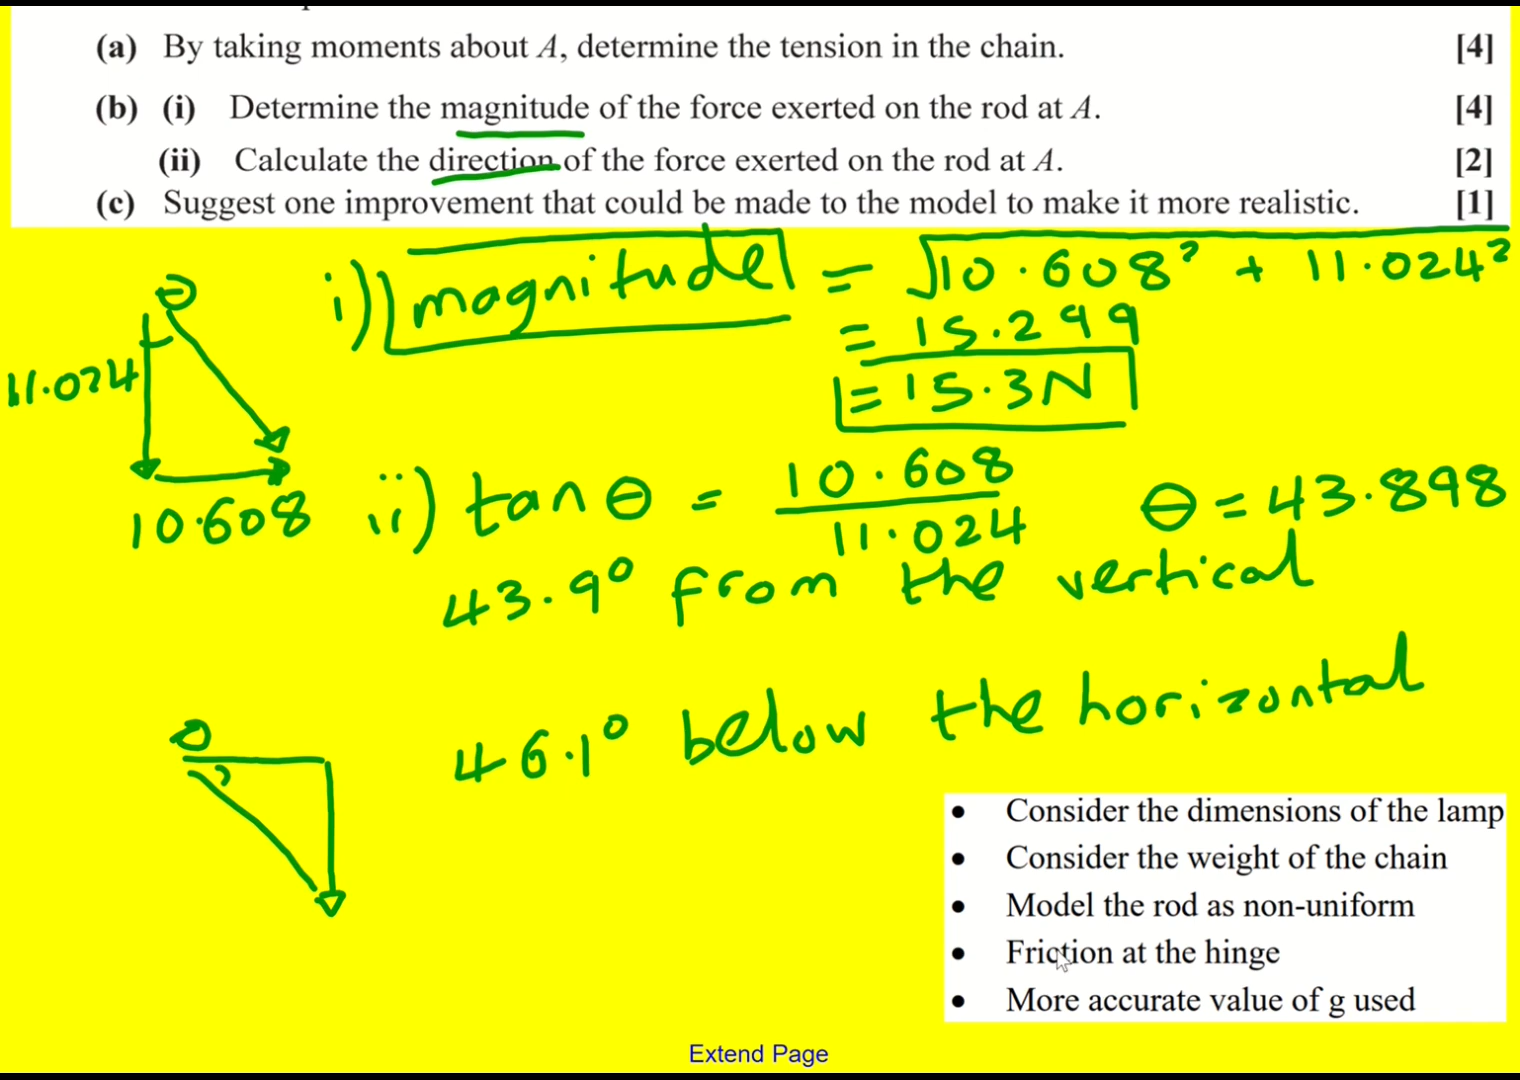 (a) By taking moments about A, determine the tension in the chain. [4]
(b) (i) Determine the magnitude of the force exerted on the rod at A. [4]
(ii) Calculate the direction of the force exerted on the rod at A. [2]
(c) Suggest one improvement that could be made to the model to make it more realistic. [1]
i) magnitude = √10.608² + 11.024²
= 15.299
= 15.3N
θ
11.024
10.608
ii) tan θ = 10.608
11.024
θ = 43.898
43.9° from the vertical
46.1° below the horizontal
• Consider the dimensions of the lamp
• Consider the weight of the chain
• Model the rod as non-uniform
• Friction at the hinge
• More accurate value of g used
Extend Page